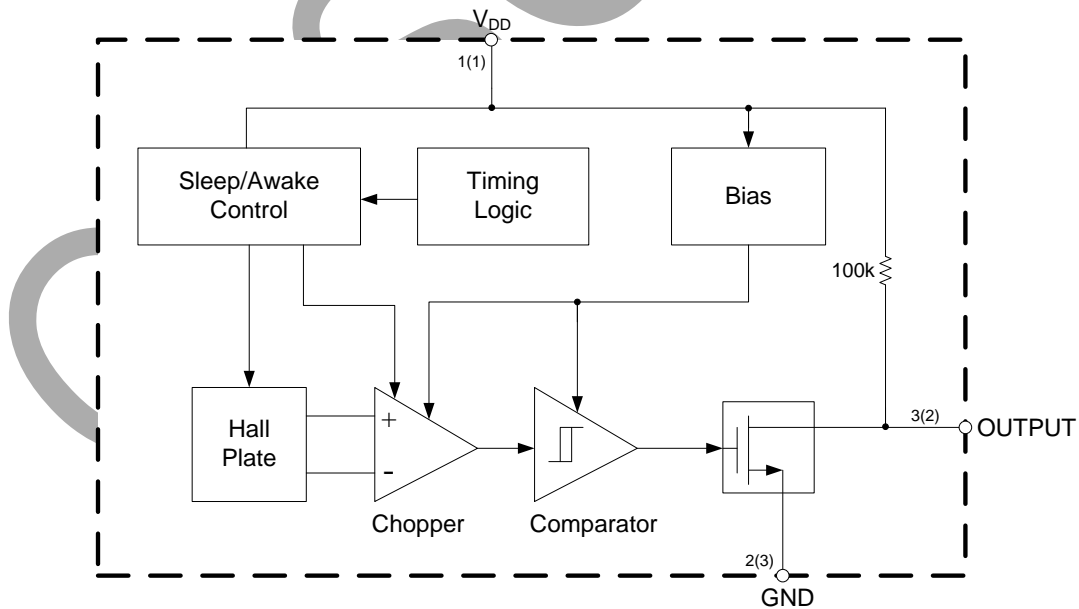 V_DD
1(1)
Sleep/Awake
Control
Timing
Logic
Bias
100k
Hall
Plate
+
-
3(2)
OUTPUT
Chopper
Comparator
2(3)
GND